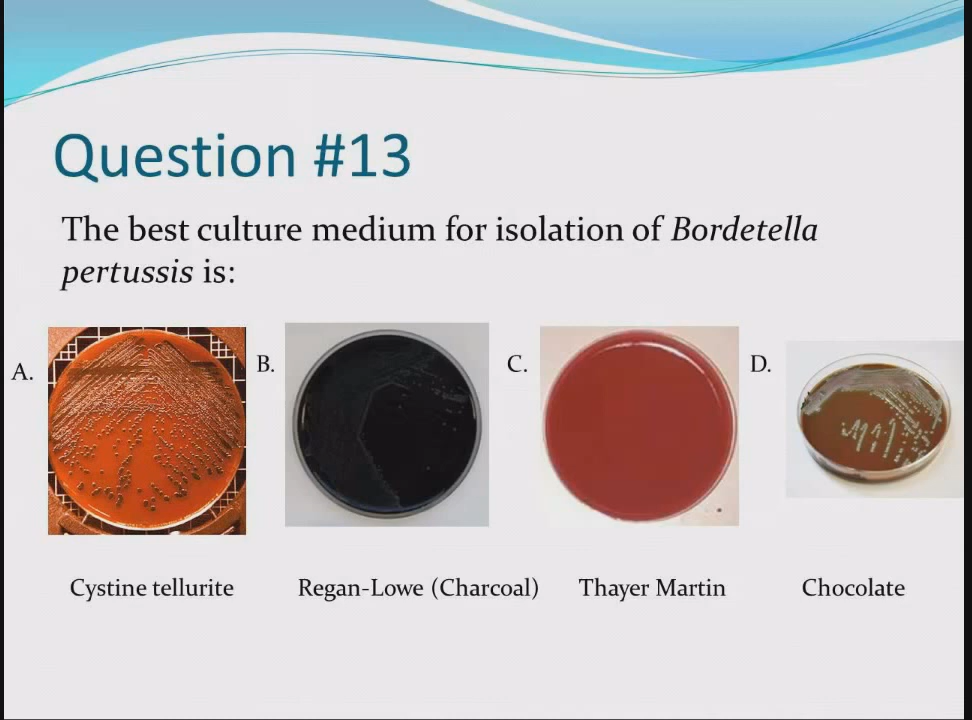 Question #13
The best culture medium for isolation of Bordetella
pertussis is:
A.
B.
C.
D.
Cystine tellurite
Regan-Lowe (Charcoal)
Thayer Martin
Chocolate